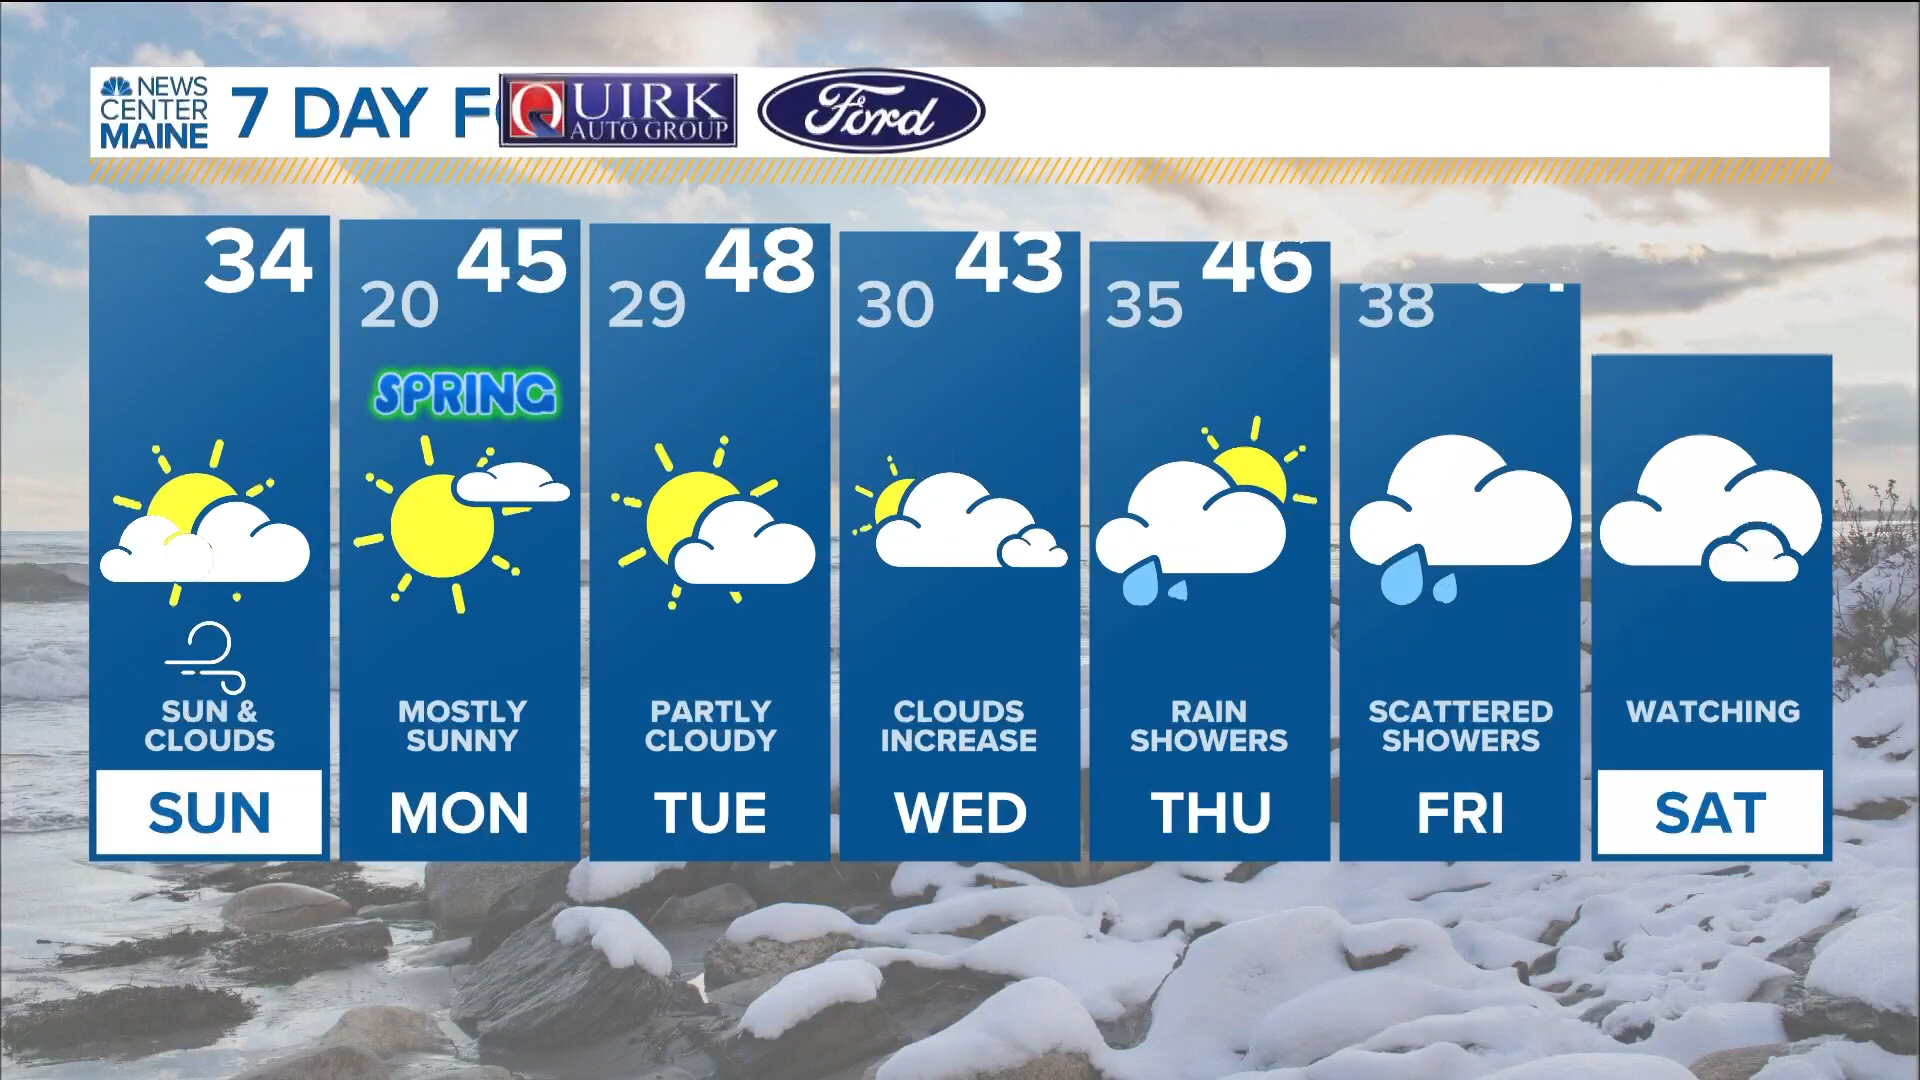 NEWS
CENTER
MAINE
7 DAY F
QUIRK
AUTO GROUP
Ford
34
20 45
29 48
30 43
35 46
38
SPRING
SUN &
CLOUDS
SUN
MOSTLY
SUNNY
MON
PARTLY
CLOUDY
TUE
CLOUDS
INCREASE
WED
RAIN
SHOWERS
THU
SCATTERED
SHOWERS
FRI
WATCHING
SAT